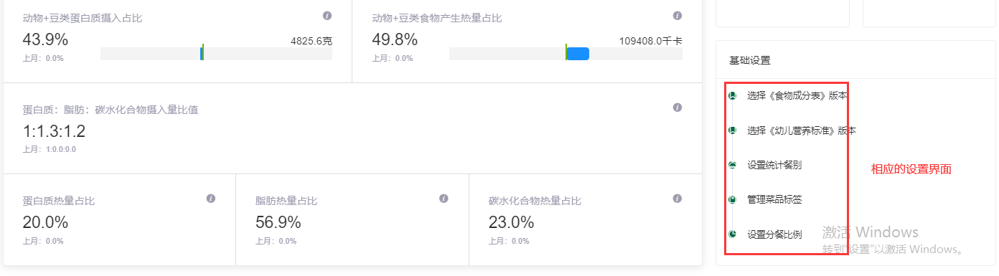 动物+豆类蛋白质摄入占比
43.9%
4825.6克
上月：0.0%
动物+豆类食物产生热量占比
49.8%
109408.0千卡
上月：0.0%
蛋白质：脂肪：碳水化合物摄入量比值
1:1.3:1.2
上月：1:0.0:0.0
蛋白质热量占比
20.0%
上月：0.0%
脂肪热量占比
56.9%
上月：0.0%
碳水化合物热量占比
23.0%
上月：0.0%
基础设置
选择《食物成分表》版本
选择《幼儿营养标准》版本
设置统计餐别
管理菜品标签
设置分餐比例
相应的设置界面
激活 Windows
转到“设置”以激活 Windows。